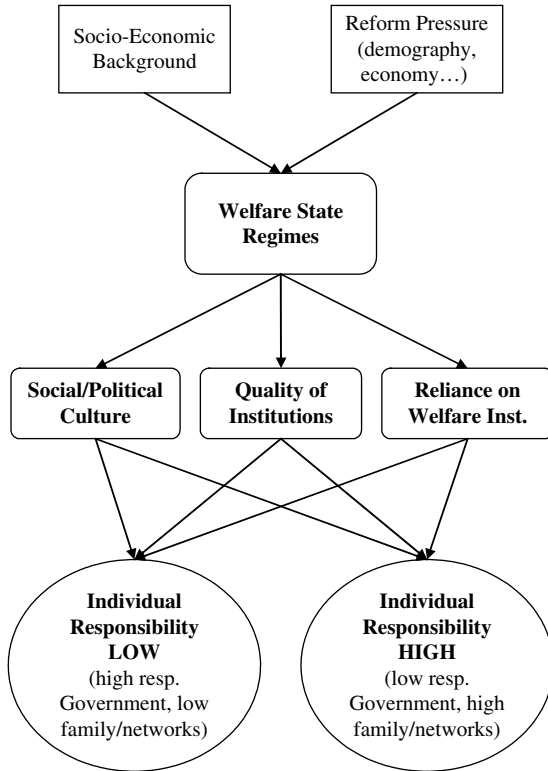 Socio-Economic
Background
Reform Pressure
(demography,
economy…)
Welfare State
Regimes
Social/Political
Culture
Quality of
Institutions
Reliance on
Welfare Inst.
Individual
Responsibility
LOW
(high resp.
Government, low
family/networks)
Individual
Responsibility
HIGH
(low resp.
Government, high
family/networks)